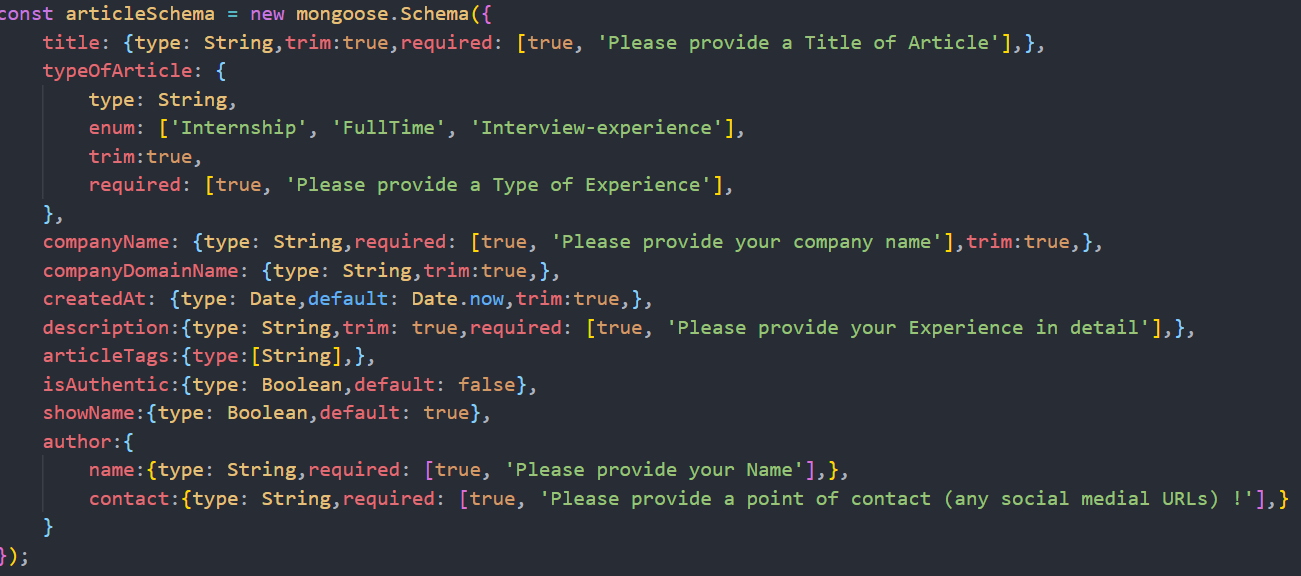 const articleSchema = new mongoose.Schema({
    title: {type: String,trim:true,required: [true, 'Please provide a Title of Article'],},
    typeOfArticle: {
        type: String,
        enum: ['Internship', 'FullTime', 'Interview-experience'],
        trim:true,
        required: [true, 'Please provide a Type of Experience'],
    },
    companyName: {type: String,required: [true, 'Please provide your company name'],trim:true,},
    companyDomainName: {type: String,trim:true,},
    createdAt: {type: Date,default: Date.now,trim:true,},
    description:{type: String,trim: true,required: [true, 'Please provide your Experience in detail'],},
    articleTags:{type:[String],},
    isAuthentic:{type: Boolean,default: false},
    showName:{type: Boolean,default: true},
    author:{
        name:{type: String,required: [true, 'Please provide your Name'],},
        contact:{type: String,required: [true, 'Please provide a point of contact (any social medial URLs) !'],}
    }
});